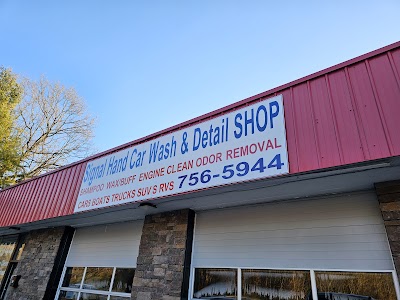 Signal Hand Car Wash & Detail SHOP
SHAMPOO WAX/BUFF ENGINE CLEAN ODOR REMOVAL
CARS BOATS TRUCKS SUV'S RVS 756-5944